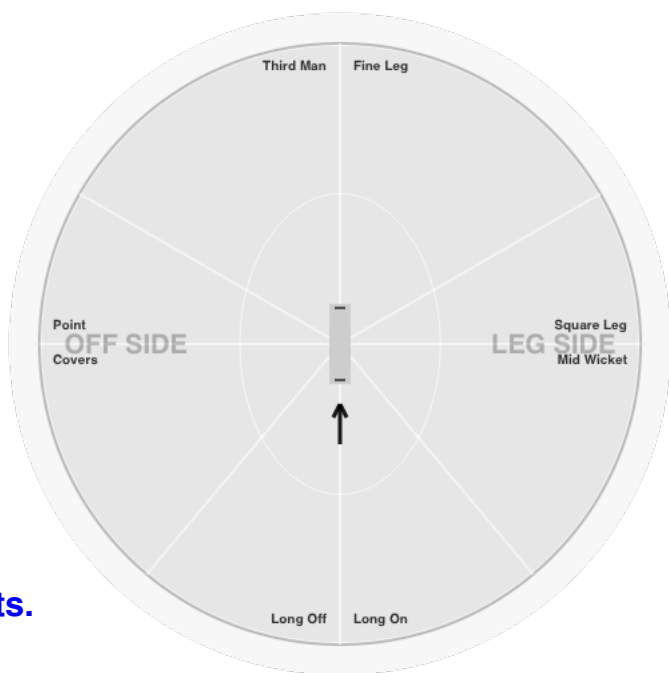 Third Man Fine Leg
Point
Square Leg
OFF SIDE LEG SIDE
Covers
Mid Wicket
ts.
Long Off Long On